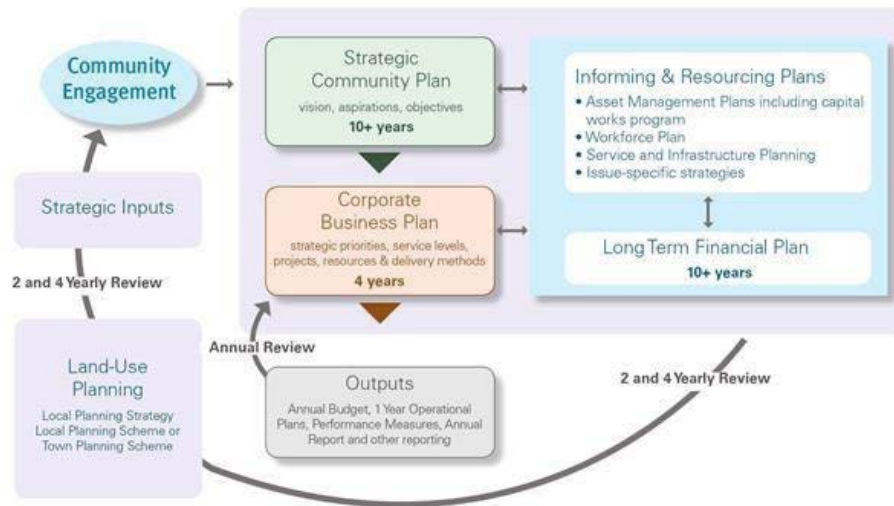 Community
Engagement
Strategic
Community Plan
vision, aspirations, objectives
10+ years
Informing & Resourcing Plans
• Asset Management Plans including capital
works program
• Workforce Plan
• Service and Infrastructure Planning
• Issue-specific strategies
Strategic Inputs
Corporate
Business Plan
strategic priorities, service levels,
projects, resources & delivery methods
4 years
Long Term Financial Plan
10+ years
2 and 4 Yearly Review
Annual Review
Land-Use
Planning
Local Planning Strategy
Local Planning Scheme or
Town Planning Scheme
Outputs
Annual Budget, 1 Year Operational
Plans, Performance Measures, Annual
Report and other reporting
2 and 4 Yearly Review